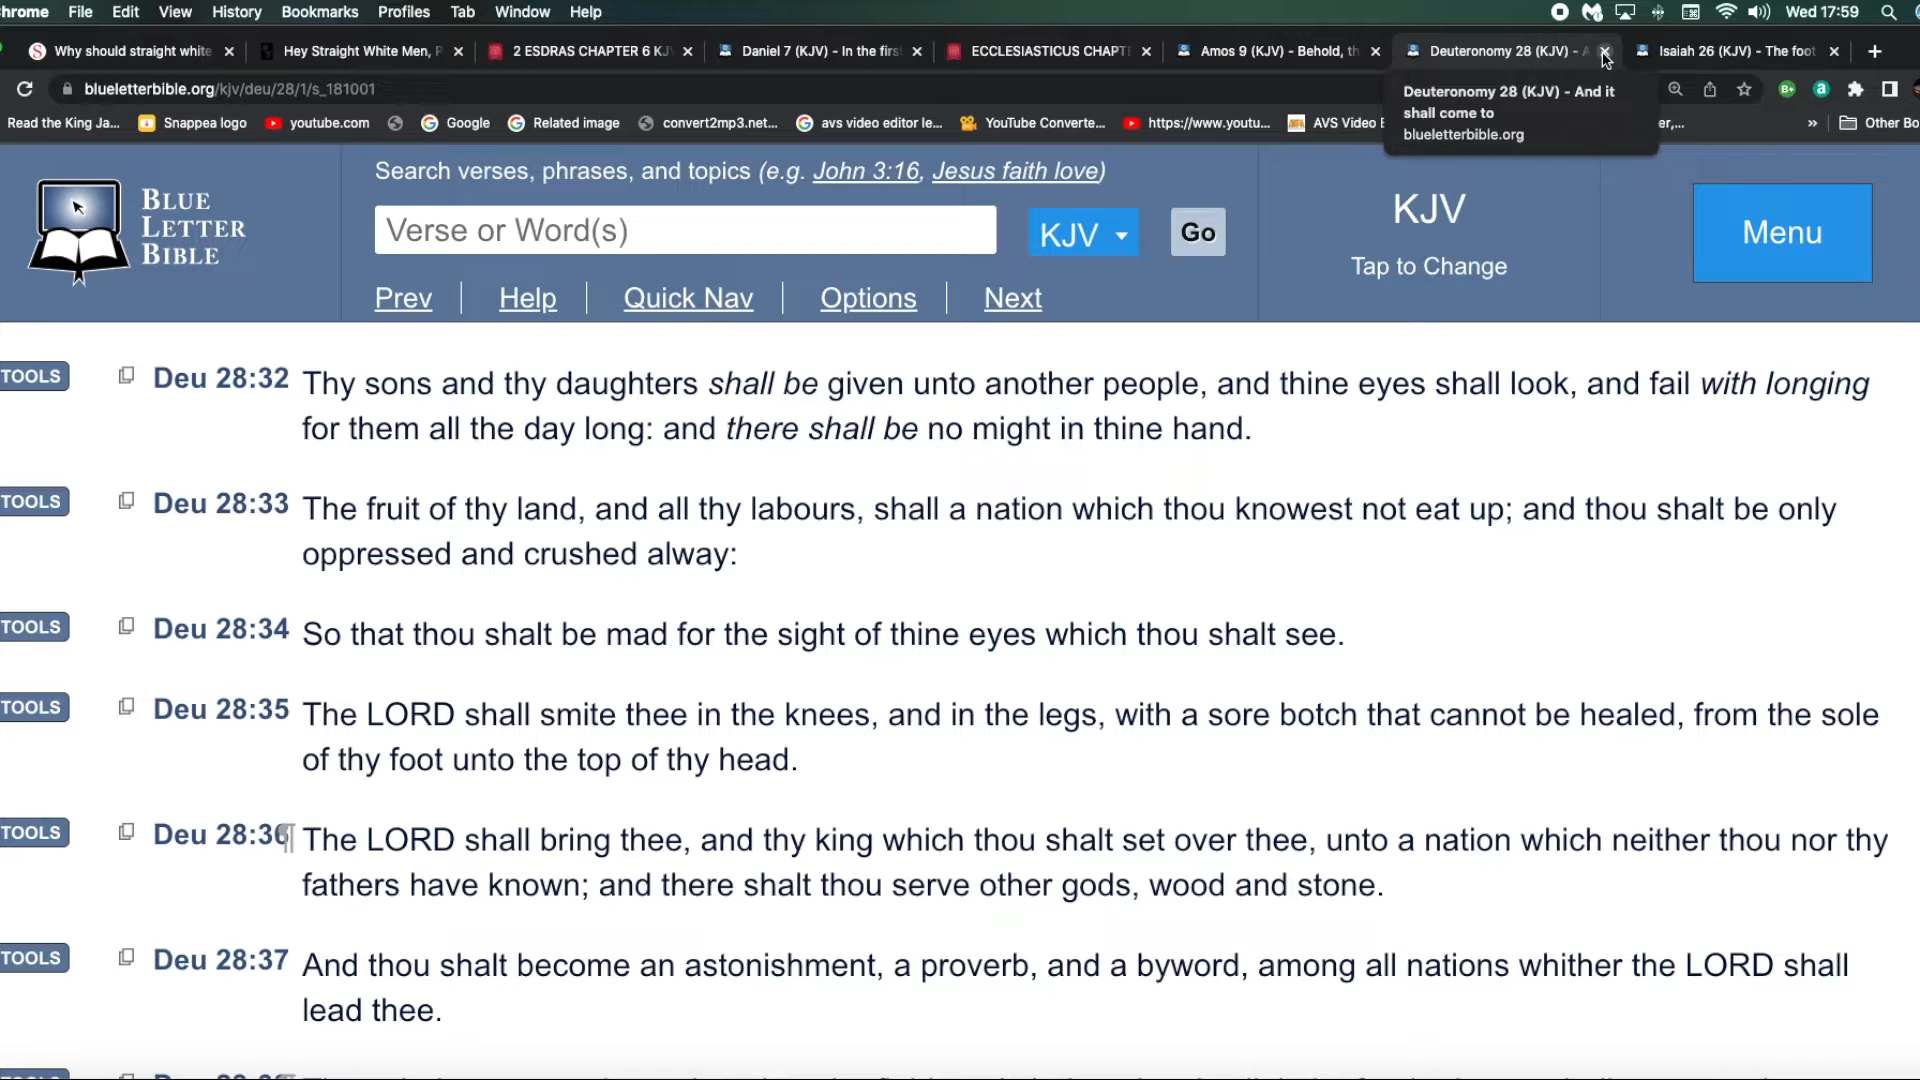 hrome File Edit View History Bookmarks Profiles Tab Window Help Wed 17:59
Why should straight white Hey Straight White Men, P 2 ESDRAS CHAPTER 6 KJ Daniel 7 (KJV) - In the firs ECCLESIASTICUS CHAPT Amos 9 (KJV) - Behold, th Deuteronomy 28 (KJV) - A Isaiah 26 (KJV) - The foot
blueletterbible.org/kjv/deu/28/1/s_181001
Deuteronomy 28 (KJV) - And it
shall come to
blueletterbible.org
Read the King Ja... Snappea logo youtube.com Google Related image convert2mp3.net... avs video editor le... YouTube Converte... https://www.youtu... AVS Video E er,... » Other Bo
BLUE
LETTER
BIBLE
Search verses, phrases, and topics (e.g. John 3:16, Jesus faith love)
Verse or Word(s) KJV Go
Prev Help Quick Nav Options Next
KJV
Tap to Change
Menu
TOOLS Deu 28:32 Thy sons and thy daughters shall be given unto another people, and thine eyes shall look, and fail with longing
for them all the day long: and there shall be no might in thine hand.
TOOLS Deu 28:33 The fruit of thy land, and all thy labours, shall a nation which thou knowest not eat up; and thou shalt be only
oppressed and crushed alway:
TOOLS Deu 28:34 So that thou shalt be mad for the sight of thine eyes which thou shalt see.
TOOLS Deu 28:35 The LORD shall smite thee in the knees, and in the legs, with a sore botch that cannot be healed, from the sole
of thy foot unto the top of thy head.
TOOLS Deu 28:36 ¶ The LORD shall bring thee, and thy king which thou shalt set over thee, unto a nation which neither thou nor thy
fathers have known; and there shalt thou serve other gods, wood and stone.
TOOLS Deu 28:37 And thou shalt become an astonishment, a proverb, and a byword, among all nations whither the LORD shall
lead thee.